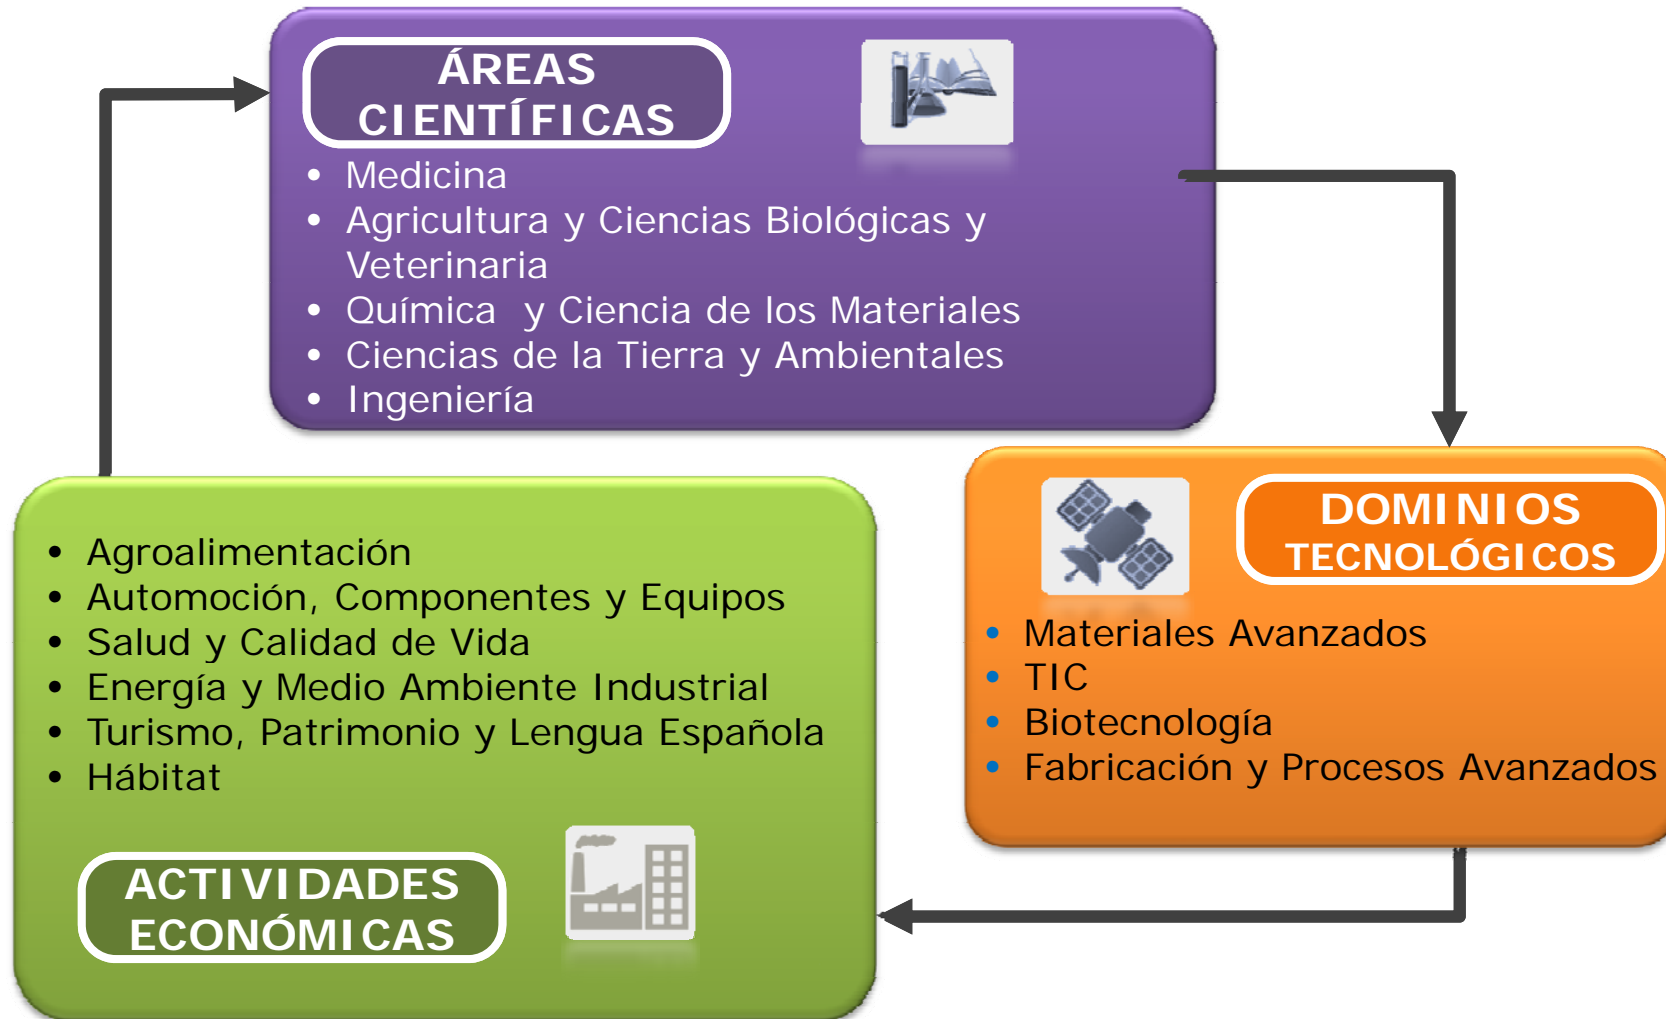 ÁREAS
CIENTÍFICAS
• Medicina
• Agricultura y Ciencias Biológicas y
Veterinaria
• Química y Ciencia de los Materiales
• Ciencias de la Tierra y Ambientales
• Ingeniería
DOMINIOS
TECNOLÓGICOS
• Materiales Avanzados
• TIC
• Biotecnología
• Fabricación y Procesos Avanzados
• Agroalimentación
• Automoción, Componentes y Equipos
• Salud y Calidad de Vida
• Energía y Medio Ambiente Industrial
• Turismo, Patrimonio y Lengua Española
• Hábitat
ACTIVIDADES
ECONÓMICAS